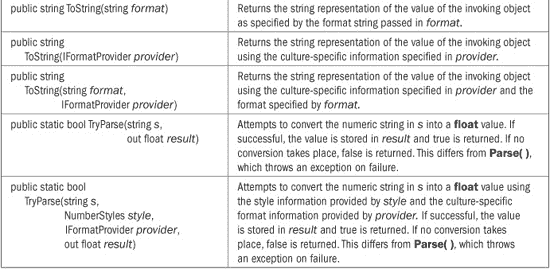 public string ToString(string format)
Returns the string representation of the value of the invoking object
as specified by the format string passed in format.
public string
ToString(IFormatProvider provider)
Returns the string representation of the value of the invoking object
using the culture-specific information specified in provider.
public string
ToString(string format,
IFormatProvider provider)
Returns the string representation of the value of the invoking object
using the culture-specific information specified in provider and the
format specified by format.
public static bool TryParse(string s,
out float result)
Attempts to convert the numeric string in s into a float value. If
successful, the value is stored in result and true is returned. If no
conversion takes place, false is returned. This differs from Parse( ),
which throws an exception on failure.
public static bool
TryParse(string s,
NumberStyles style,
IFormatProvider provider,
out float result)
Attempts to convert the numeric string in s into a float value using
the style information provided by style and the culture-specific
format information provided by provider. If successful, the value
is stored in result and true is returned. If no conversion takes
place, false is returned. This differs from Parse( ), which throws
an exception on failure.